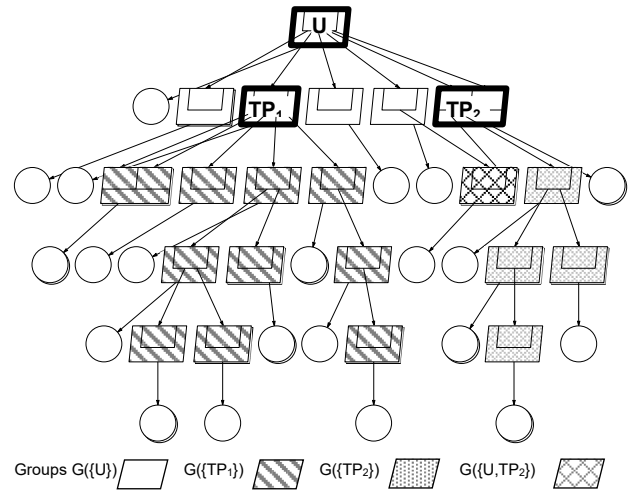 U
TP₁ TP₂
Groups G({U}) G({TP₁}) G({TP₂}) G({U,TP₂})